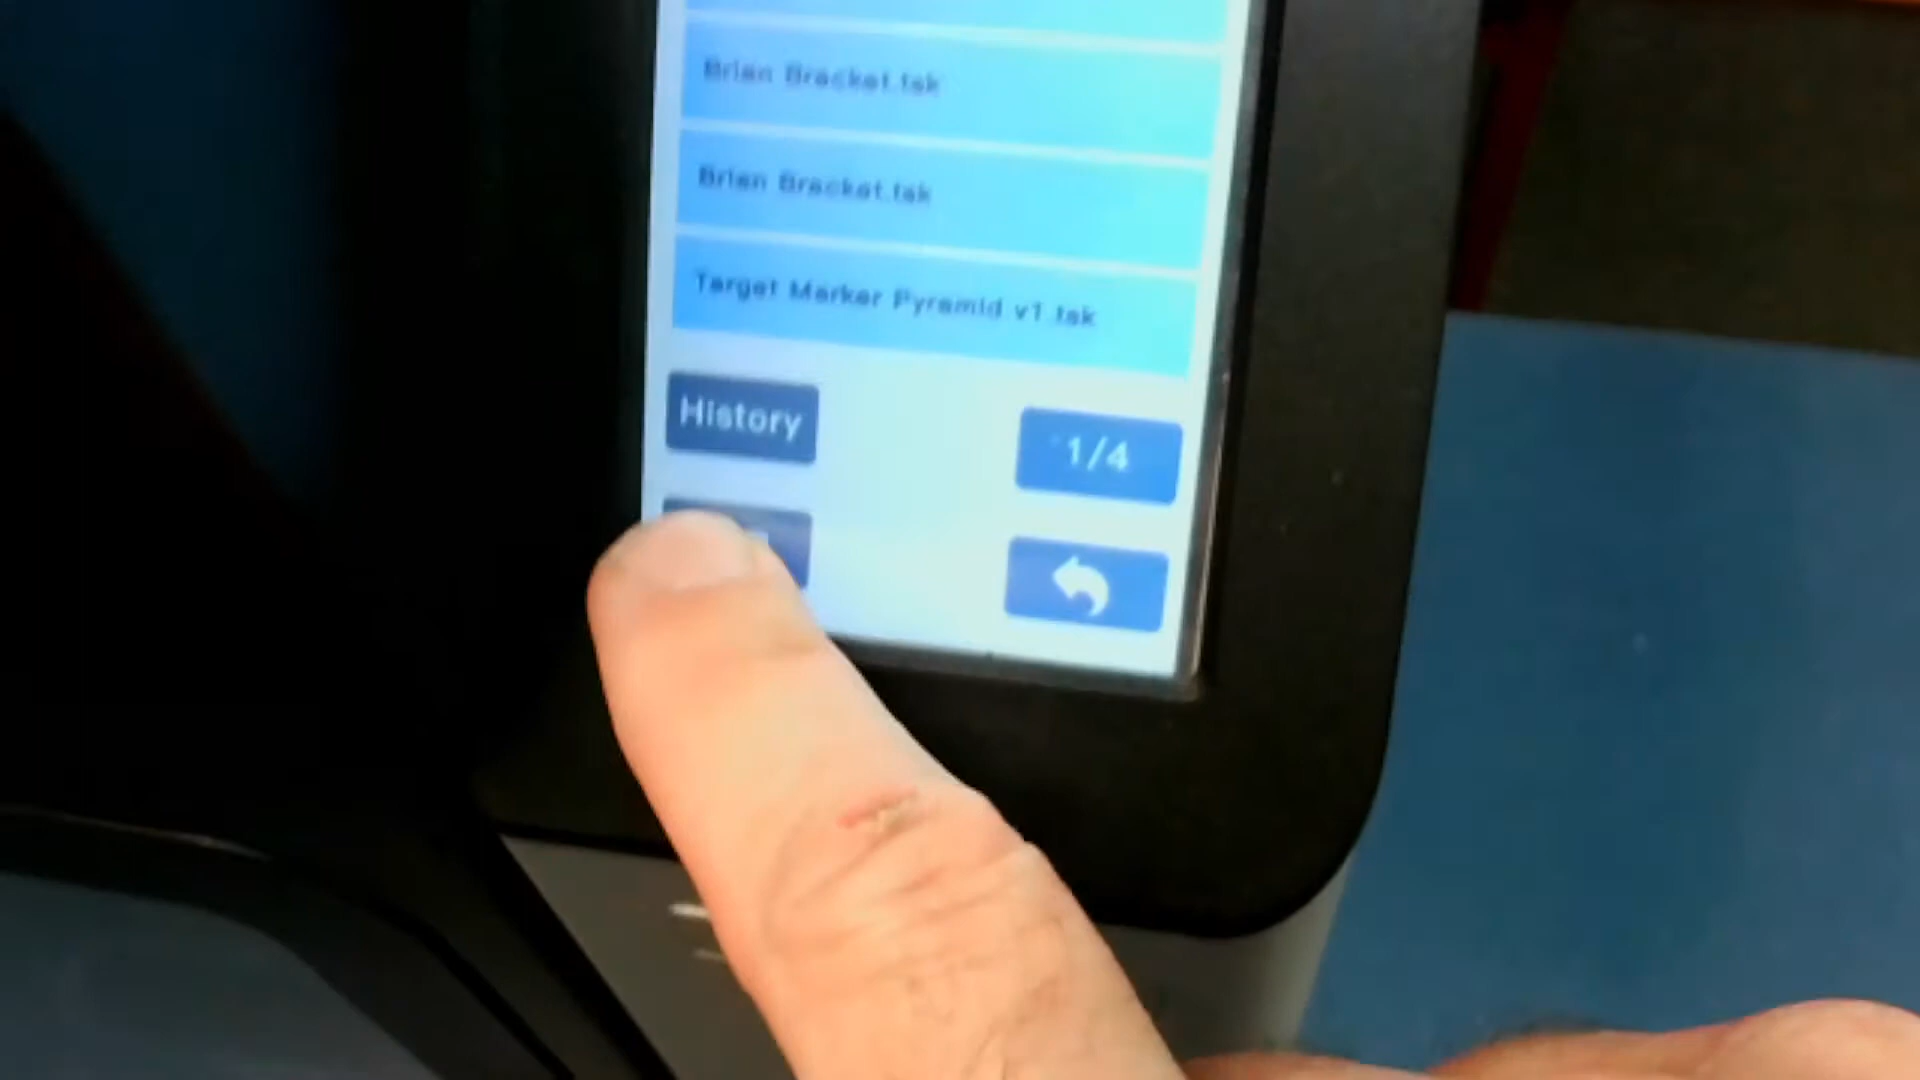 Brian Bracket.tsk
Brian Bracket.tsk
Target Marker Pyramid v1.tsk
History
1/4